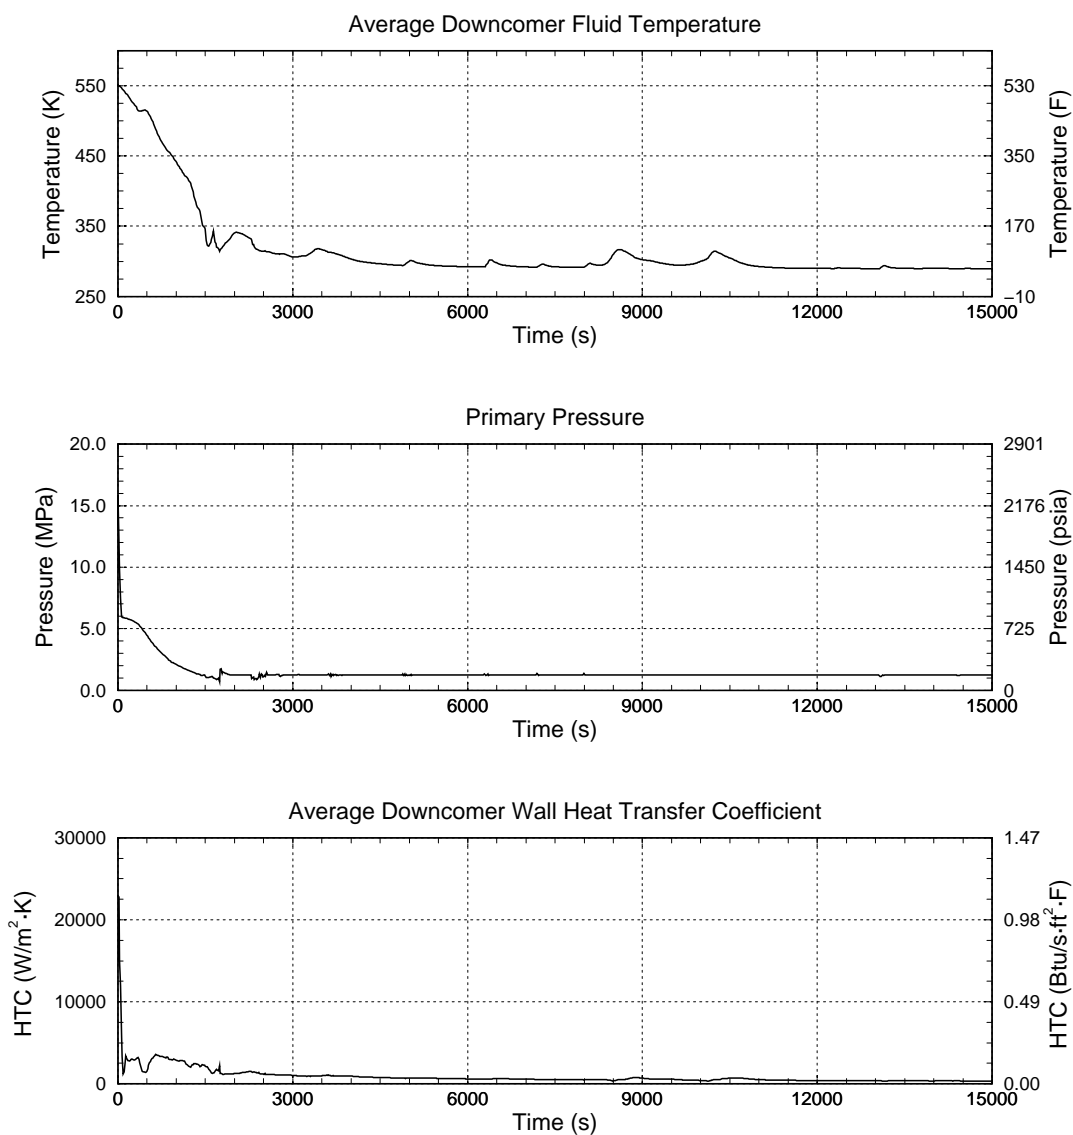 Average Downcomer Fluid Temperature
Temperature (K)
550
450
350
250
530
350
170
−10
Temperature (F)
0 3000 6000 9000 12000 15000
Time (s)
Primary Pressure
Pressure (MPa)
20.0
15.0
10.0
5.0
0.0
2901
2176
1450
725
0
Pressure (psia)
0 3000 6000 9000 12000 15000
Time (s)
Average Downcomer Wall Heat Transfer Coefficient
HTC (W/m²·K)
30000
20000
10000
0
1.47
0.98
0.49
0.00
HTC (Btu/s·ft²·F)
0 3000 6000 9000 12000 15000
Time (s)